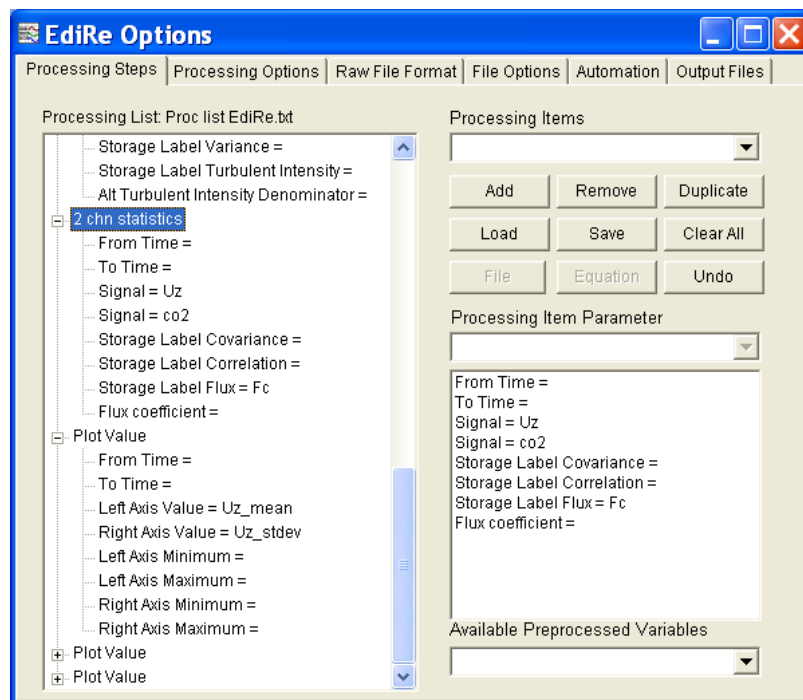 EdiRe Options
Processing Steps
Processing Options
Raw File Format
File Options
Automation
Output Files
Processing List: Proc list EdiRe.txt
Storage Label Variance =
Storage Label Turbulent Intensity =
Alt Turbulent Intensity Denominator =
2 chn statistics
From Time =
To Time =
Signal = Uz
Signal = co2
Storage Label Covariance =
Storage Label Correlation =
Storage Label Flux = Fc
Flux coefficient =
Plot Value
From Time =
To Time =
Left Axis Value = Uz_mean
Right Axis Value = Uz_stdev
Left Axis Minimum =
Left Axis Maximum =
Right Axis Minimum =
Right Axis Maximum =
Plot Value
Plot Value
Processing Items
Add
Remove
Duplicate
Load
Save
Clear All
File
Equation
Undo
Processing Item Parameter
From Time =
To Time =
Signal = Uz
Signal = co2
Storage Label Covariance =
Storage Label Correlation =
Storage Label Flux = Fc
Flux coefficient =
Available Preprocessed Variables